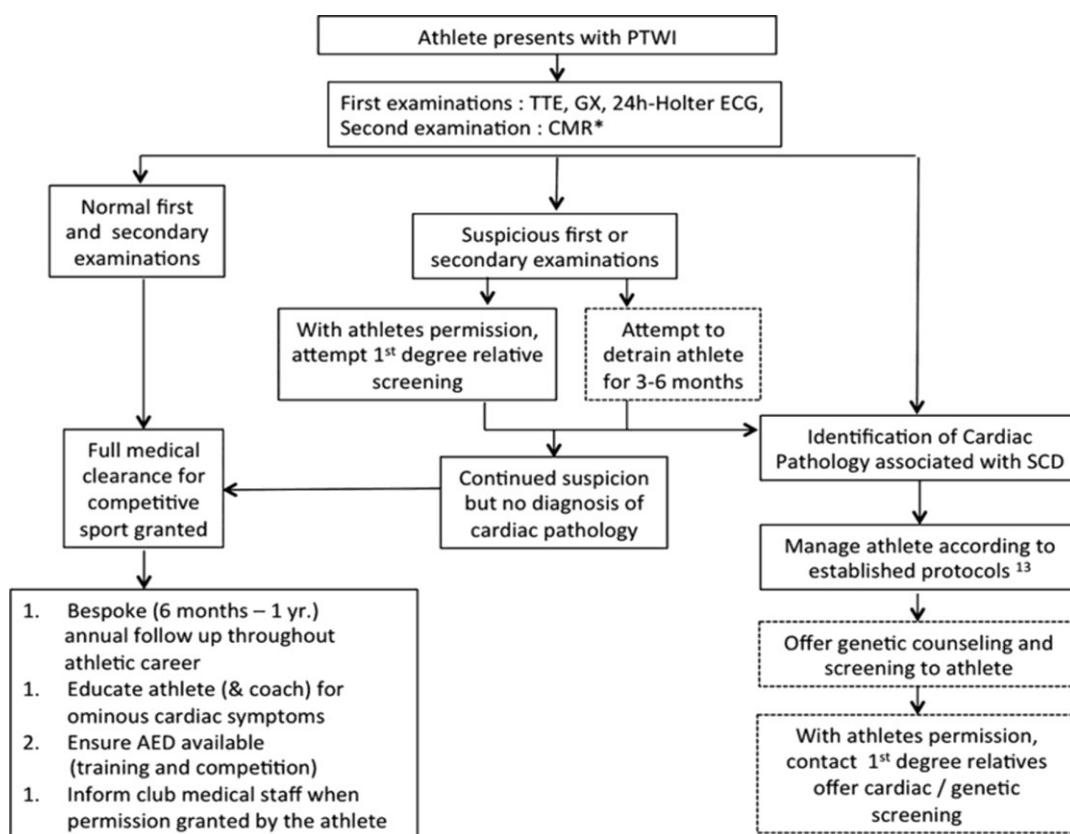 Athlete presents with PTWI
First examinations : TTE, GX, 24h-Holter ECG,
Second examination : CMR*
Normal first
and secondary
examinations
Suspicious first or
secondary examinations
With athletes permission,
attempt 1st degree relative
screening
Attempt to
detrain athlete
for 3-6 months
Full medical
clearance for
competitive
sport granted
Continued suspicion
but no diagnosis of
cardiac pathology
Identification of Cardiac
Pathology associated with SCD
Manage athlete according to
established protocols 13
Offer genetic counseling and
screening to athlete
With athletes permission,
contact 1st degree relatives
offer cardiac / genetic
screening
1. Bespoke (6 months – 1 yr.)
annual follow up throughout
athletic career
1. Educate athlete (& coach) for
ominous cardiac symptoms
2. Ensure AED available
(training and competition)
1. Inform club medical staff when
permission granted by the athlete